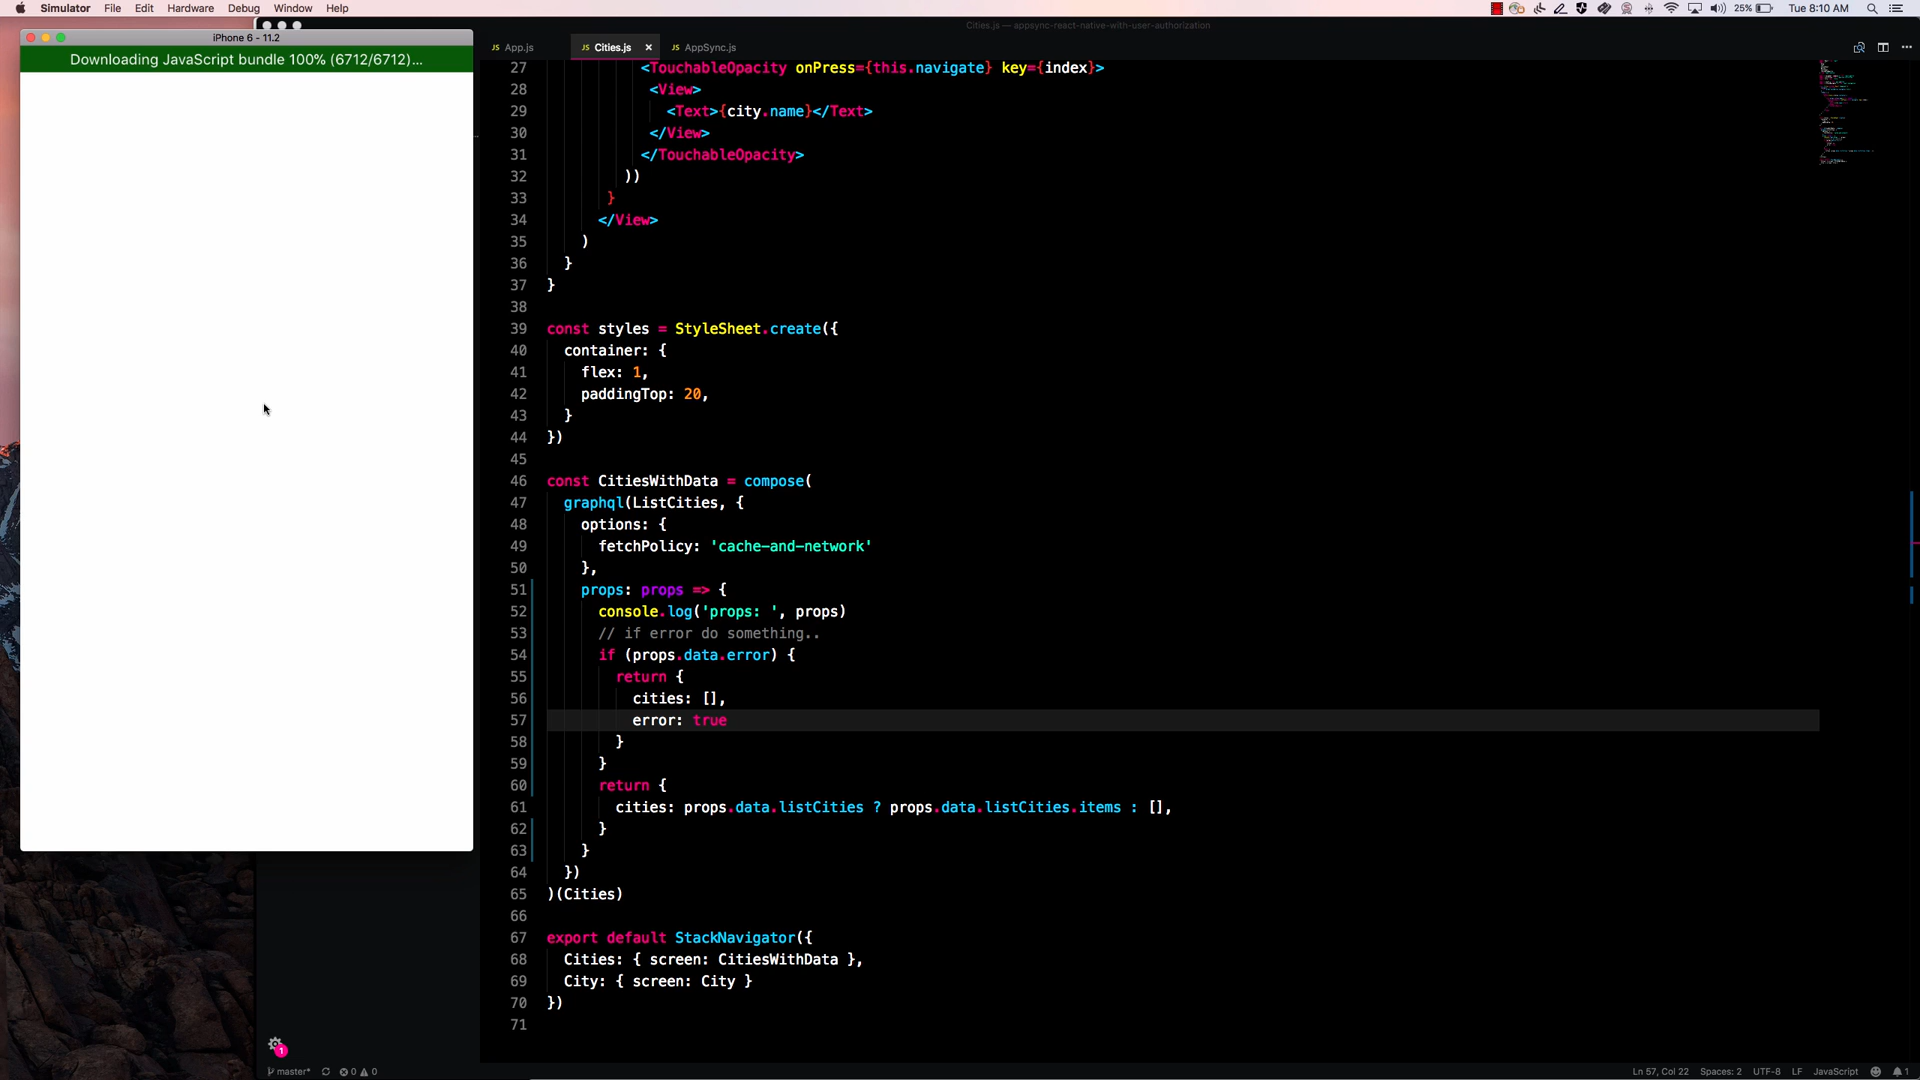 Simulator File Edit Hardware Debug Window Help
25% Tue 8:10 AM
iPhone 6 - 11.2
Downloading JavaScript bundle 100% (6712/6712)...
Cities.js — appsync-react-native-with-user-authorization
JS App.js JS Cities.js × JS AppSync.js
27 <TouchableOpacity onPress={this.navigate} key={index}>
28 <View>
29 <Text>{city.name}</Text>
30 </View>
31 </TouchableOpacity>
32 ))
33 }
34 </View>
35 )
36 }
37 }
38
39 const styles = StyleSheet.create({
40 container: {
41 flex: 1,
42 paddingTop: 20,
43 }
44 })
45
46 const CitiesWithData = compose(
47 graphql(ListCities, {
48 options: {
49 fetchPolicy: 'cache-and-network'
50 },
51 props: props => {
52 console.log('props: ', props)
53 // if error do something..
54 if (props.data.error) {
55 return {
56 cities: [],
57 error: true
58 }
59 }
60 return {
61 cities: props.data.listCities ? props.data.listCities.items : [],
62 }
63 }
64 })
65 )(Cities)
66
67 export default StackNavigator({
68 Cities: { screen: CitiesWithData },
69 City: { screen: City }
70 })
71
1
master* 0 0
Ln 57, Col 22 Spaces: 2 UTF-8 LF JavaScript 1